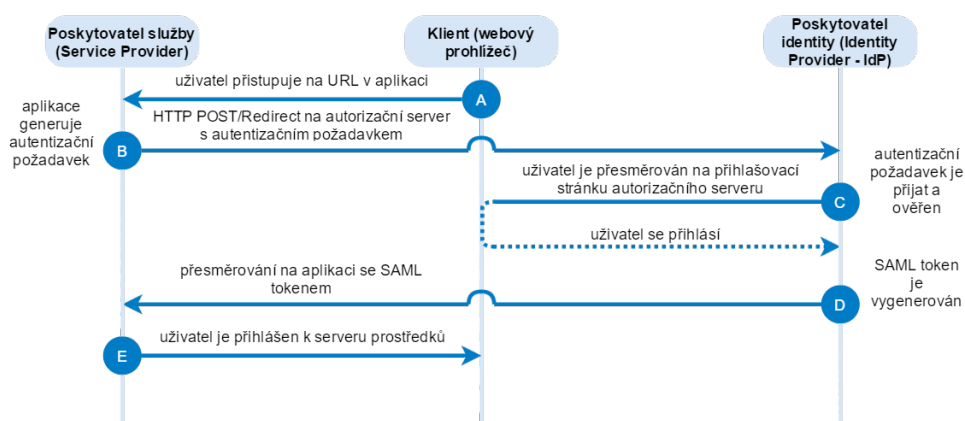 Poskytovatel služby
(Service Provider)
Klient (webový
prohlížeč)
Poskytovatel
identity (Identity
Provider - IdP)
uživatel přistupuje na URL v aplikaci
A
aplikace
generuje
autentizační
požadavek
B
HTTP POST/Redirect na autorizační server
s autentizačním požadavkem
uživatel je přesměrován na přihlašovací
stránku autorizačního serveru
C
autentizační
požadavek je
přijat a
ověřen
uživatel se přihlásí
přesměrování na aplikaci se SAML
tokenem
D
SAML token
je
vygenerován
E
uživatel je přihlášen k serveru prostředků